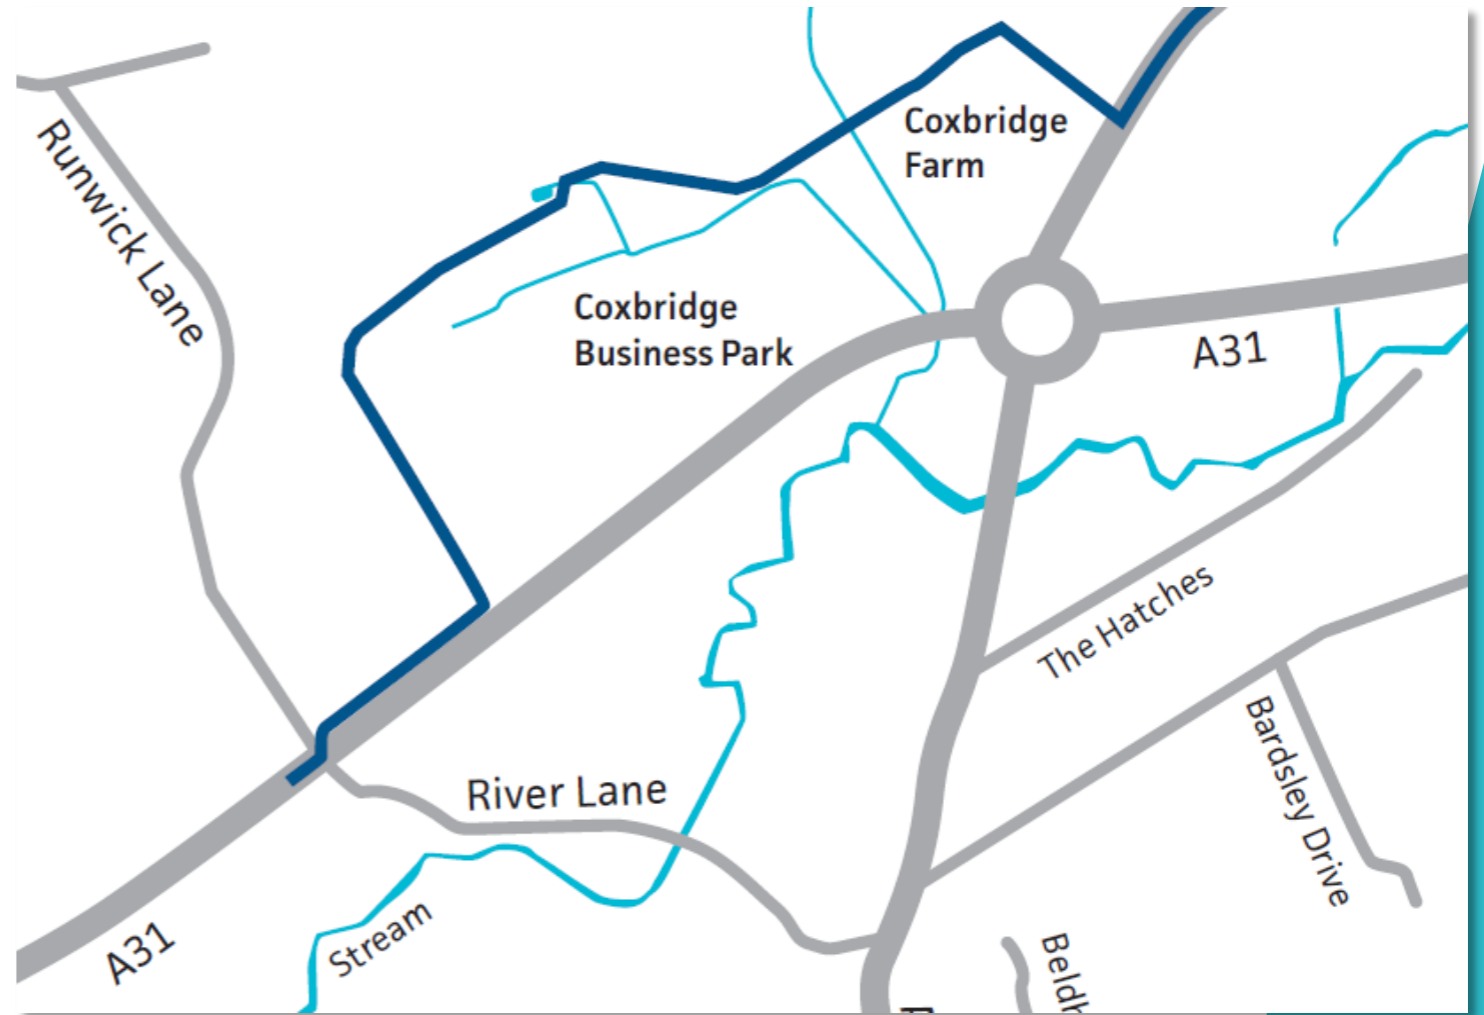 Coxbridge
Farm
Runwick Lane
Coxbridge
Business Park
A31
The Hatches
Bardsley Drive
River Lane
Stream
A31